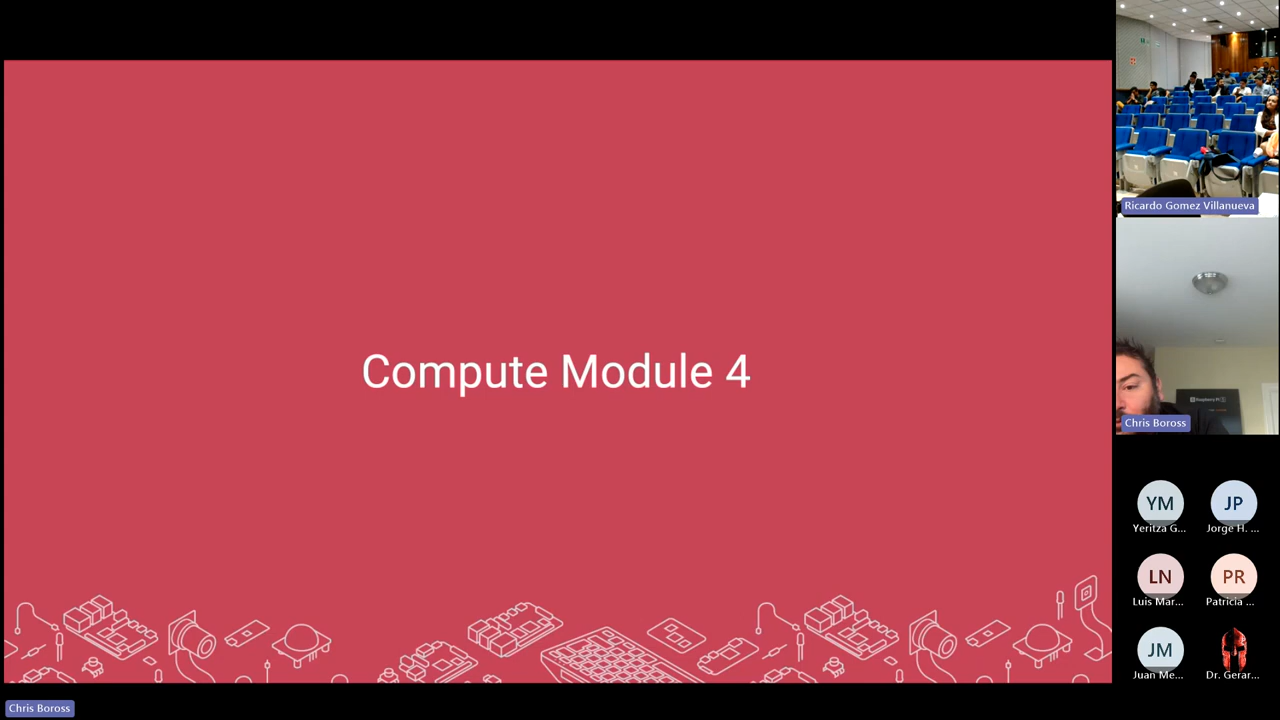 Compute Module 4
Ricardo Gomez Villanueva
Chris Boross
YM
JP
Yeritza G...
Jorge H. ...
LN
PR
Luis Mar...
Patricia ...
JM
Juan Me...
Dr. Gerar...
Chris Boross